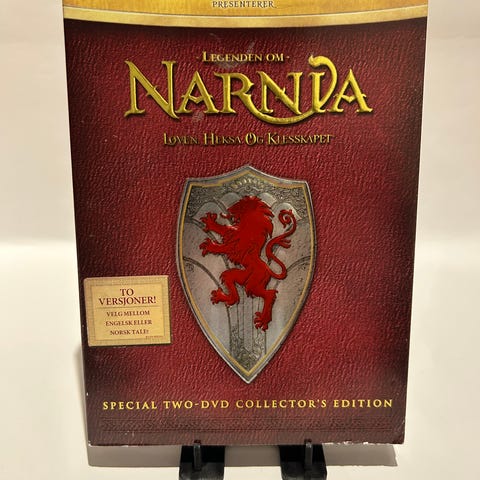 PRESENTERER
LEGENDEN OM
NARNIA
LØVEN, HEKSA OG KLESSKAPET
TO
VERSJONER!
VELG MELLOM
ENGELSK ELLER
NORSK TALE!
SPECIAL TWO-DVD COLLECTOR'S EDITION